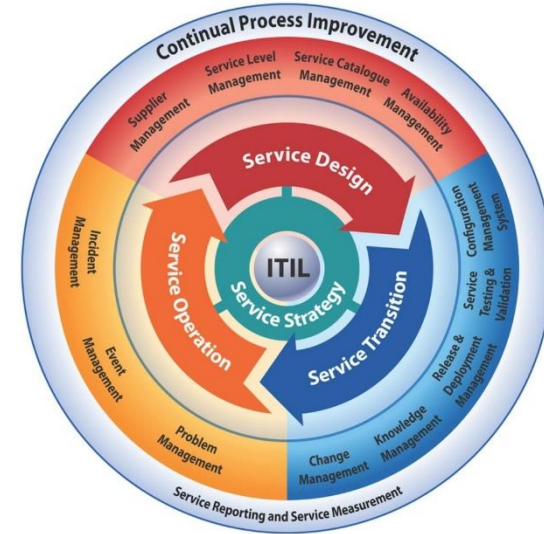 Continual Process Improvement
Supplier
Management
Service Level
Management
Service Catalogue
Management
Availability
Management
Configuration
Management
System
Service
Testing &
Validation
Release &
Deployment
Management
Knowledge
Management
Change
Management
Problem
Management
Event
Management
Incident
Management
Service Design
Service Transition
Service Operation
Service Strategy
ITIL
Service Reporting and Service Measurement